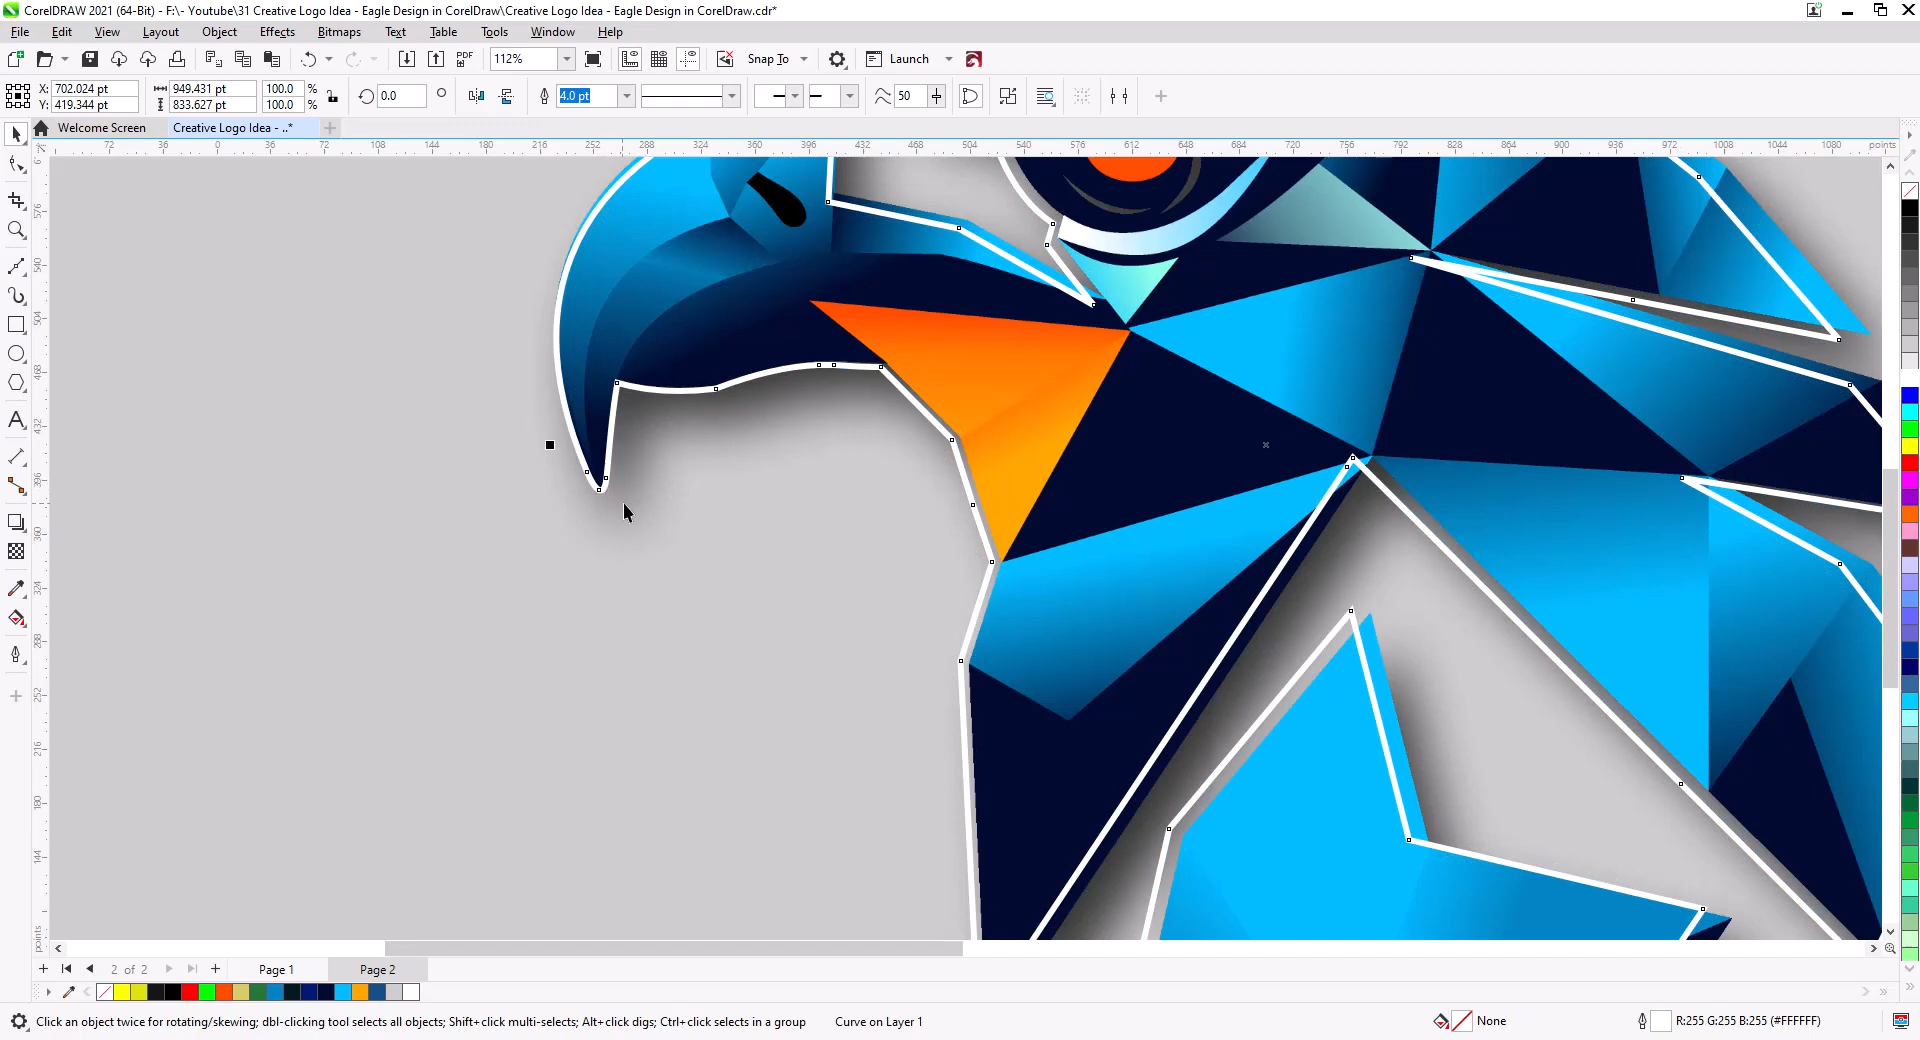 CorelDRAW 2021 (64-Bit) - F:\- Youtube\31 Creative Logo Idea - Eagle Design in CorelDraw\Creative Logo Idea - Eagle Design in CorelDraw.cdr*
File Edit View Layout Object Effects Bitmaps Text Table Tools Window Help
PDF 112% Snap To Launch
X: 702.024 pt 949.431 pt 100.0 % 0.0 4.0 pt 50
Y: 419.344 pt 833.627 pt 100.0 %
Welcome Screen Creative Logo Idea - ..*
72 36 0 36 72 108 144 180 216 252 288 324 360 396 432 468 504 540 576 612 648 684 720 756 792 828 864 900 936 972 1008 1044 1080 points
576
540
504
468
432
396
360
324
288
252
216
180
144
points
2 of 2 Page 1 Page 2
Click an object twice for rotating/skewing; dbl-clicking tool selects all objects; Shift+click multi-selects; Alt+click digs; Ctrl+click selects in a group Curve on Layer 1 None R:255 G:255 B:255 (#FFFFFF)